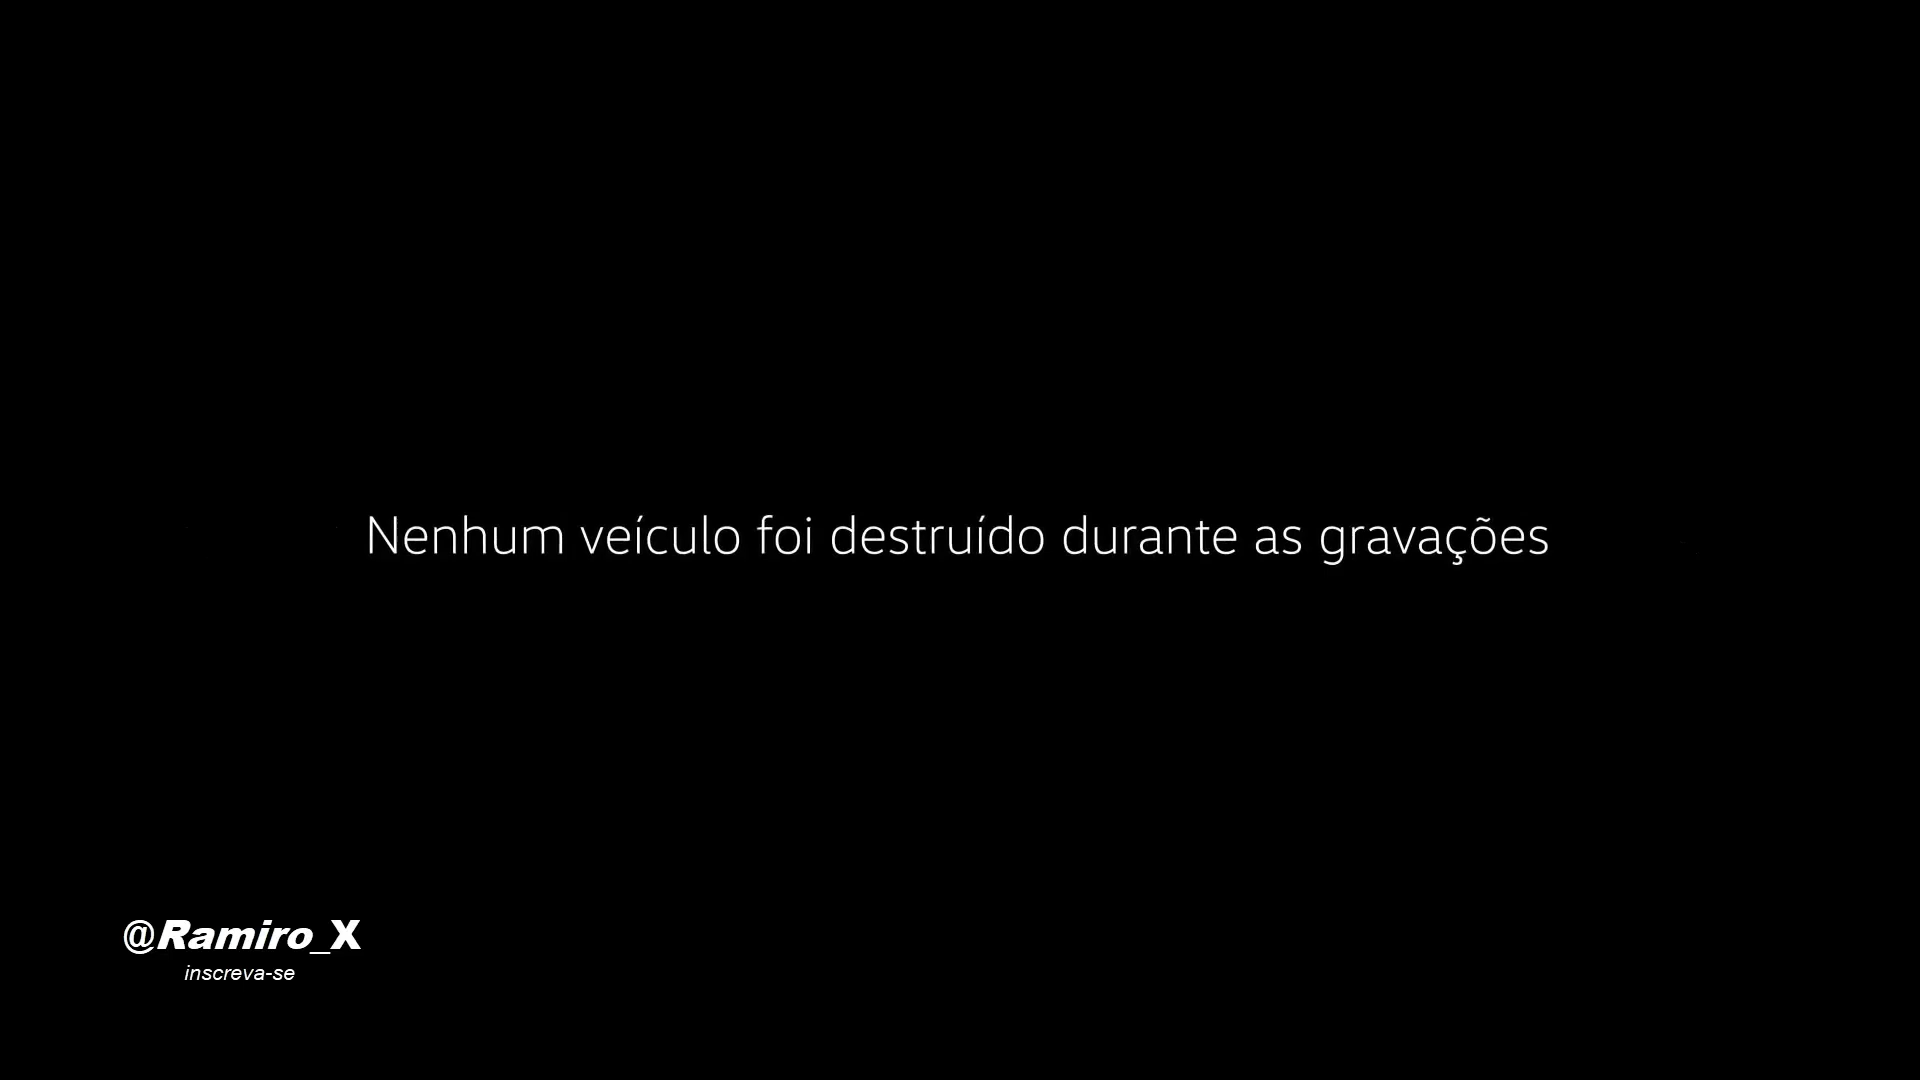 Nenhum veículo foi destruído durante as gravações
@Ramiro_X
inscreva-se